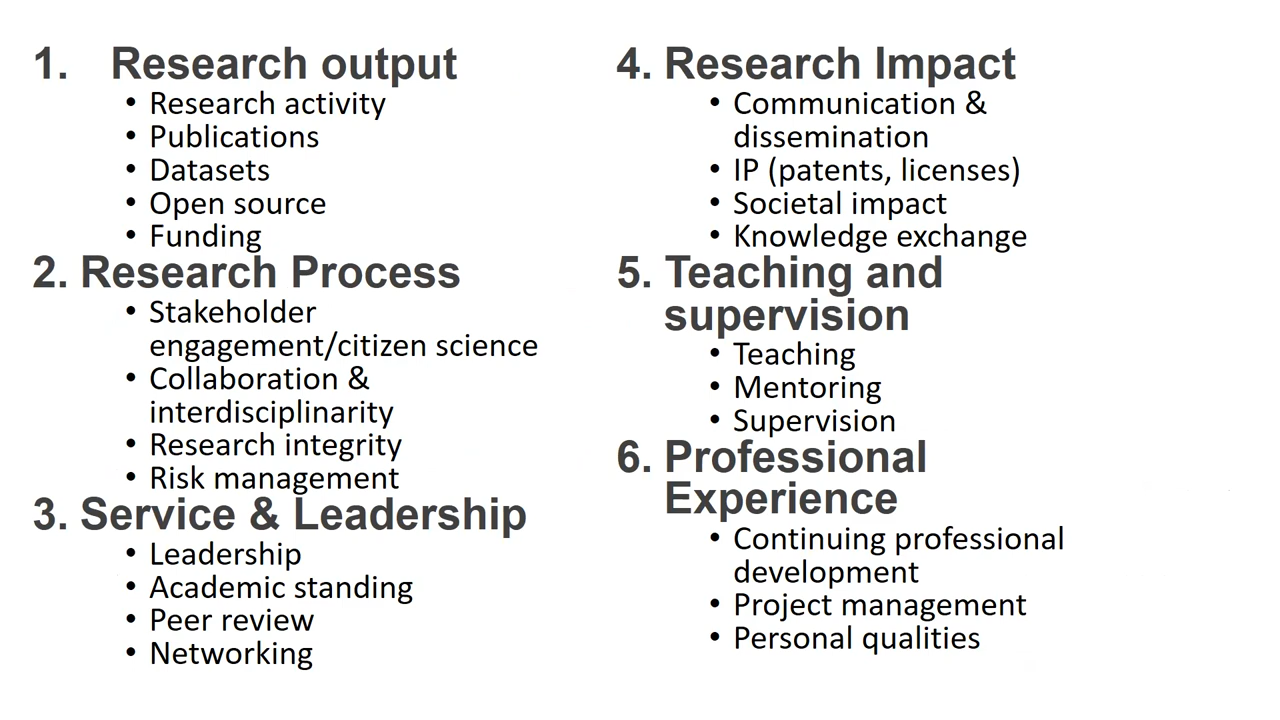 1. Research output
• Research activity
• Publications
• Datasets
• Open source
• Funding
2. Research Process
• Stakeholder
engagement/citizen science
• Collaboration &
interdisciplinarity
• Research integrity
• Risk management
3. Service & Leadership
• Leadership
• Academic standing
• Peer review
• Networking
4. Research Impact
• Communication &
dissemination
• IP (patents, licenses)
• Societal impact
• Knowledge exchange
5. Teaching and
supervision
• Teaching
• Mentoring
• Supervision
6. Professional
Experience
• Continuing professional
development
• Project management
• Personal qualities